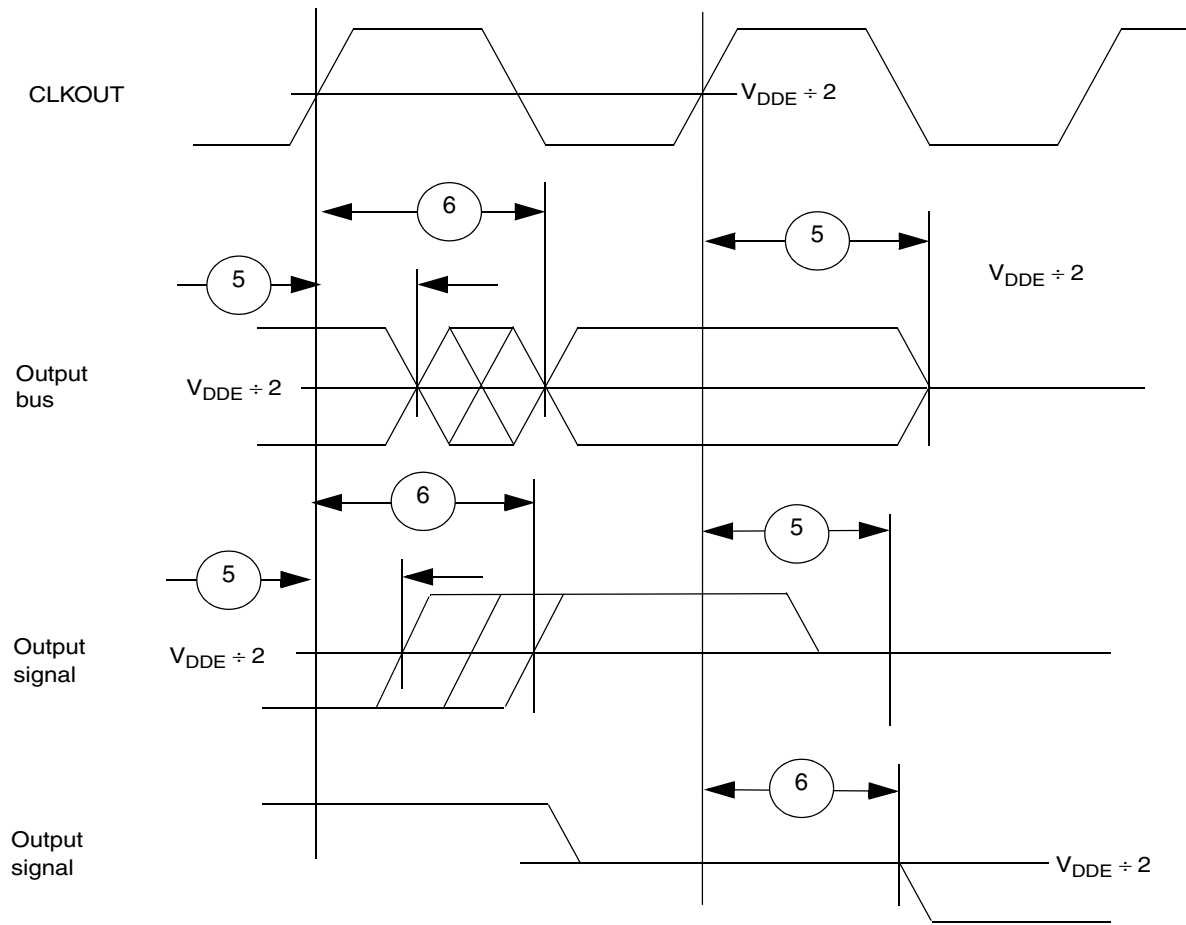 CLKOUT
VDDE ÷ 2
6
5
5
VDDE ÷ 2
Output
bus
VDDE ÷ 2
6
5
5
Output
signal
VDDE ÷ 2
6
Output
signal
VDDE ÷ 2